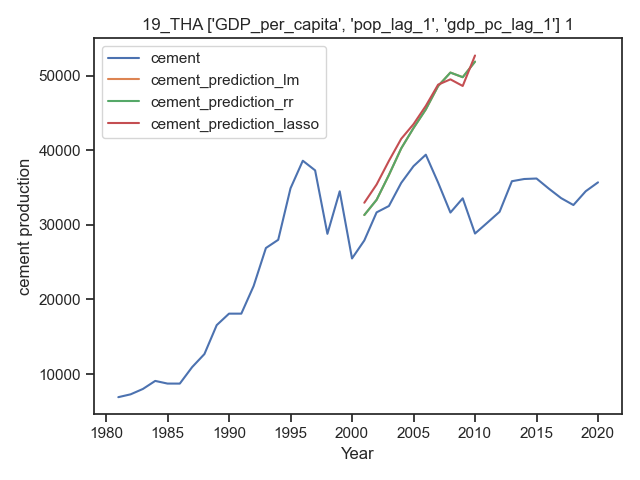 19_THA ['GDP_per_capita', 'pop_lag_1', 'gdp_pc_lag_1'] 1
cement
cement_prediction_lm
cement_prediction_rr
cement_prediction_lasso
cement production
50000
40000
30000
20000
10000
1980 1985 1990 1995 2000 2005 2010 2015 2020
Year